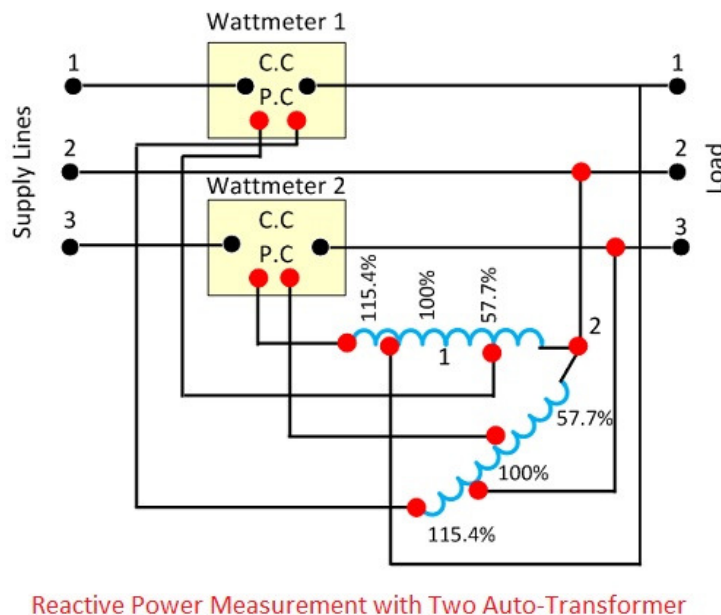 Wattmeter 1
C.C
P.C
1
1
Supply Lines
2
2
Load
Wattmeter 2
C.C
P.C
3
3
115.4%
100%
57.7%
1
2
57.7%
100%
115.4%
Reactive Power Measurement with Two Auto-Transformer